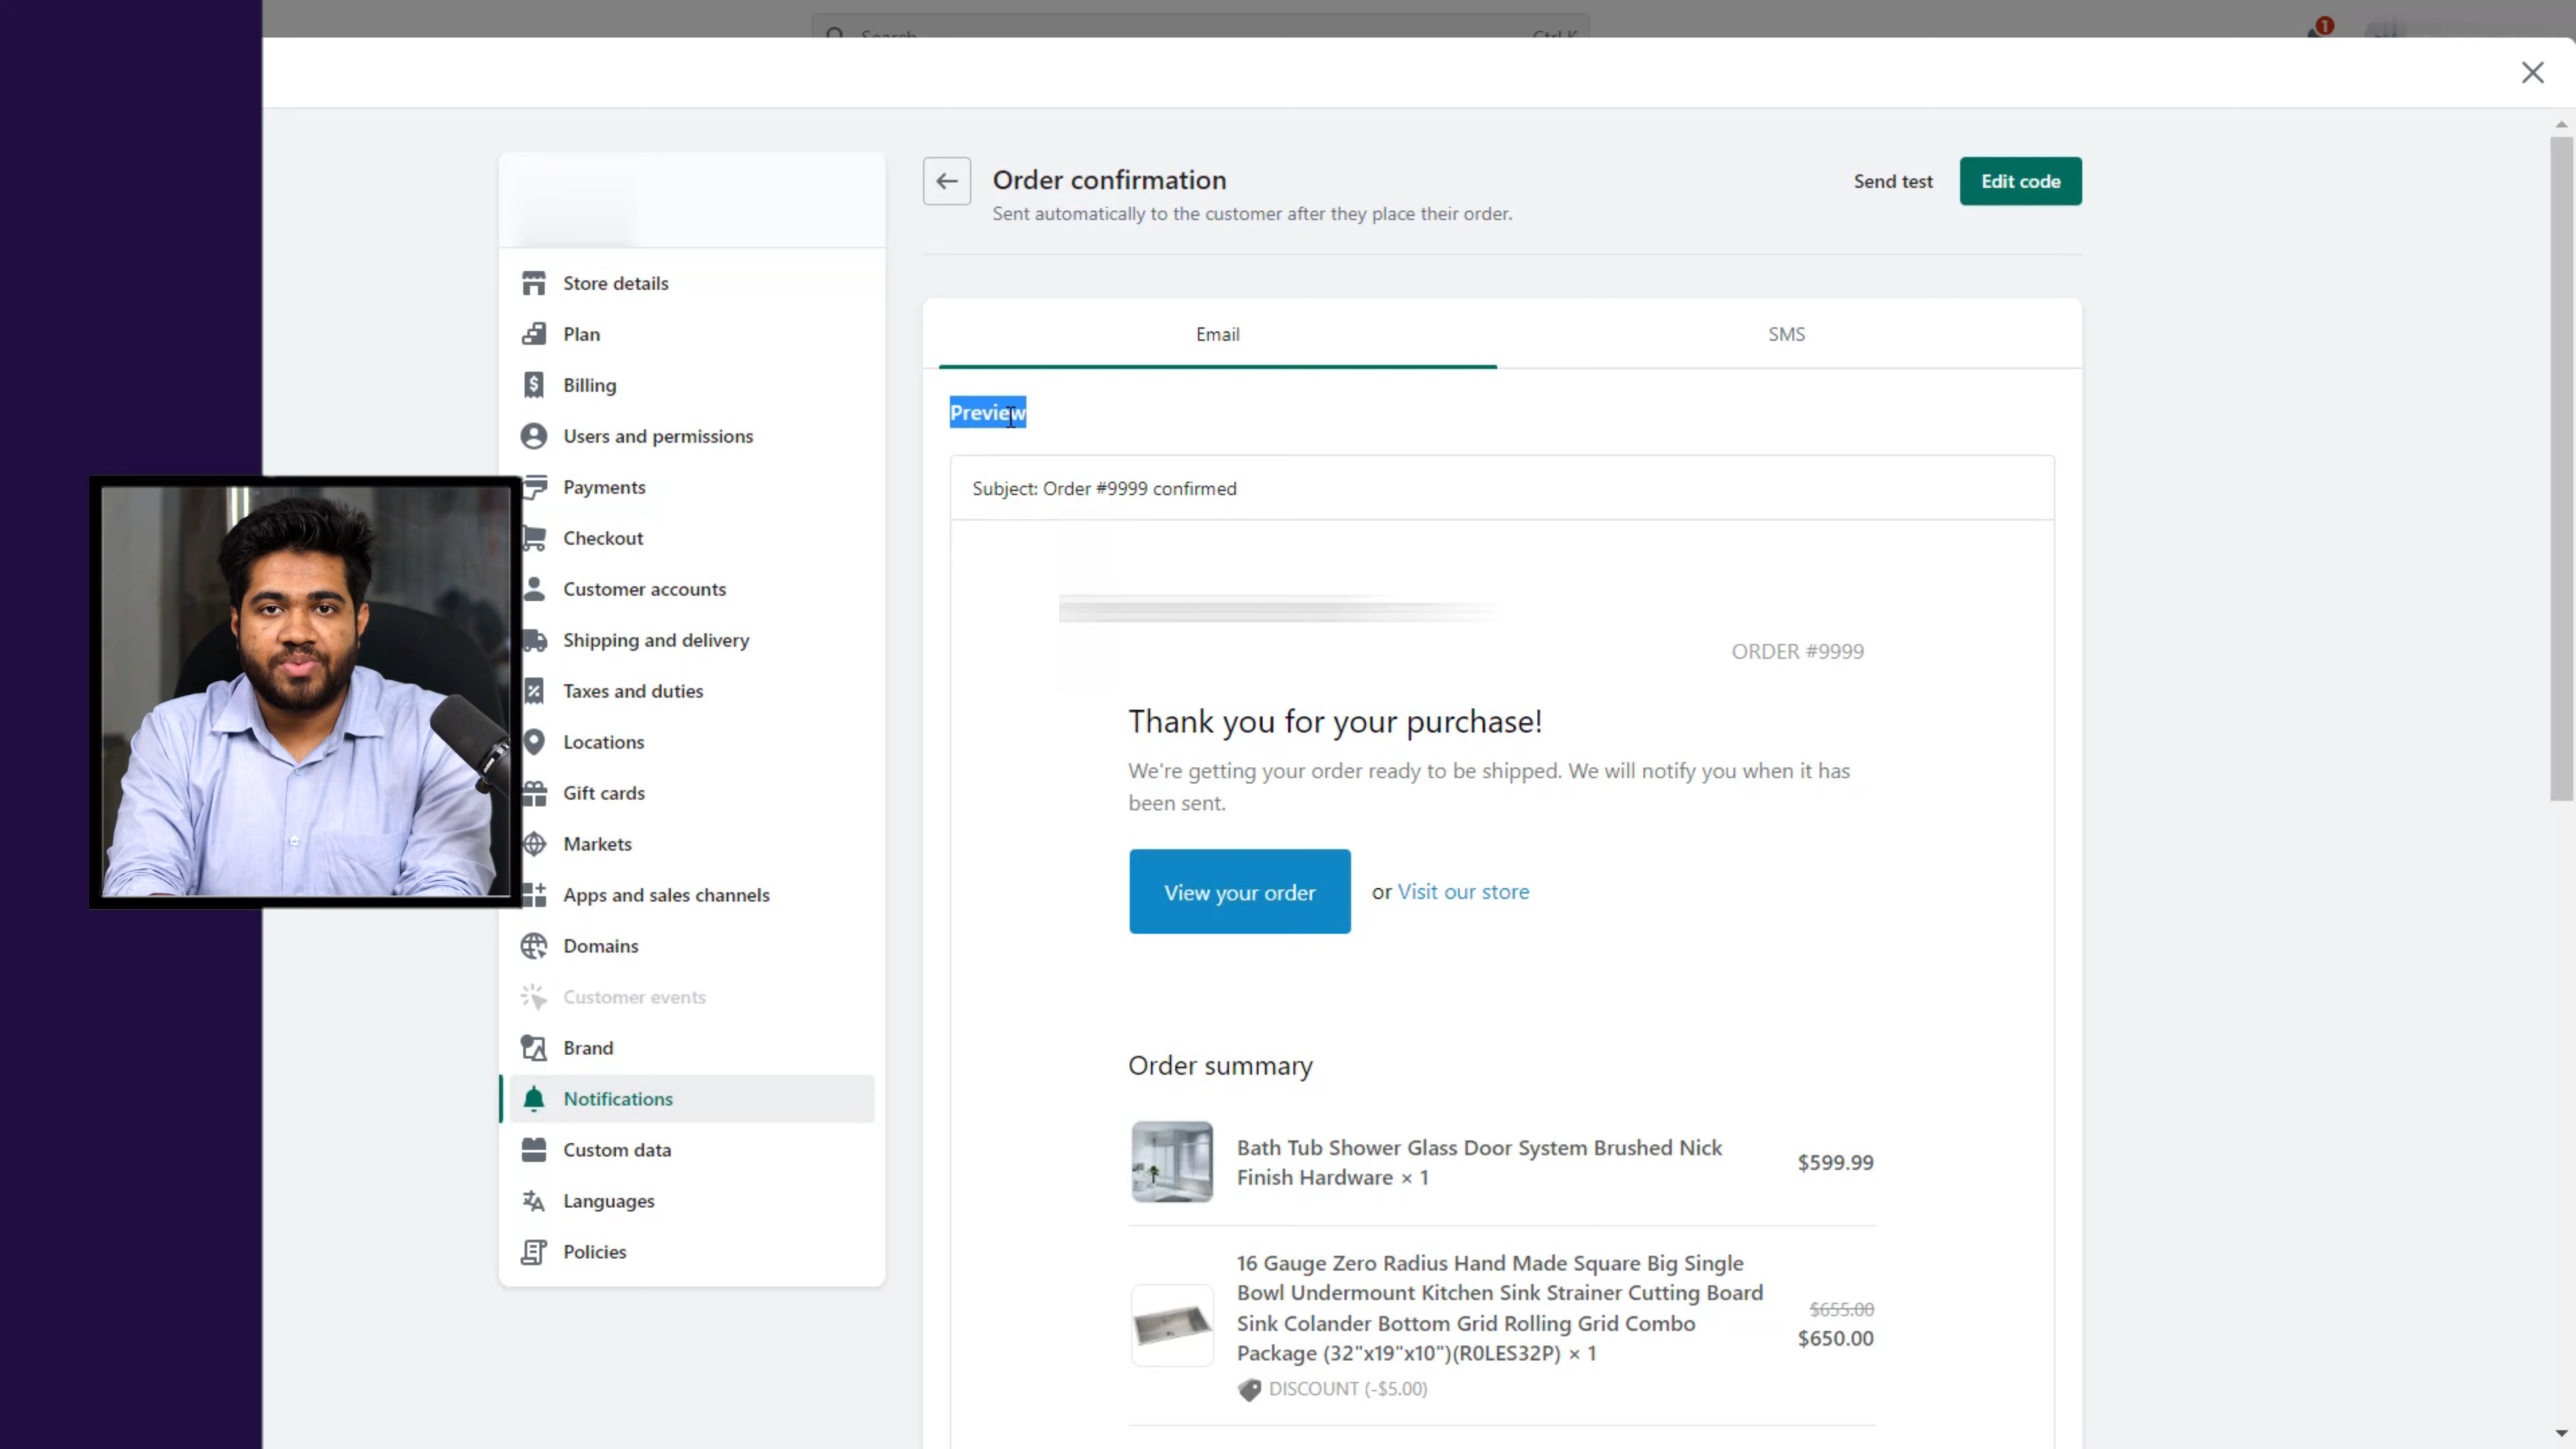 Search
Ctrl K
1
Order confirmation
Sent automatically to the customer after they place their order.
Send test
Edit code
Store details
Plan
Billing
Users and permissions
Payments
Checkout
Customer accounts
Shipping and delivery
Taxes and duties
Locations
Gift cards
Markets
Apps and sales channels
Domains
Customer events
Brand
Notifications
Custom data
Languages
Policies
Email
SMS
Preview
Subject: Order #9999 confirmed
ORDER #9999
Thank you for your purchase!
We're getting your order ready to be shipped. We will notify you when it has
been sent.
View your order
or Visit our store
Order summary
Bath Tub Shower Glass Door System Brushed Nick
Finish Hardware × 1
$599.99
16 Gauge Zero Radius Hand Made Square Big Single
Bowl Undermount Kitchen Sink Strainer Cutting Board
Sink Colander Bottom Grid Rolling Grid Combo
Package (32"x19"x10")(R0LES32P) × 1
$655.00
$650.00
DISCOUNT (-$5.00)